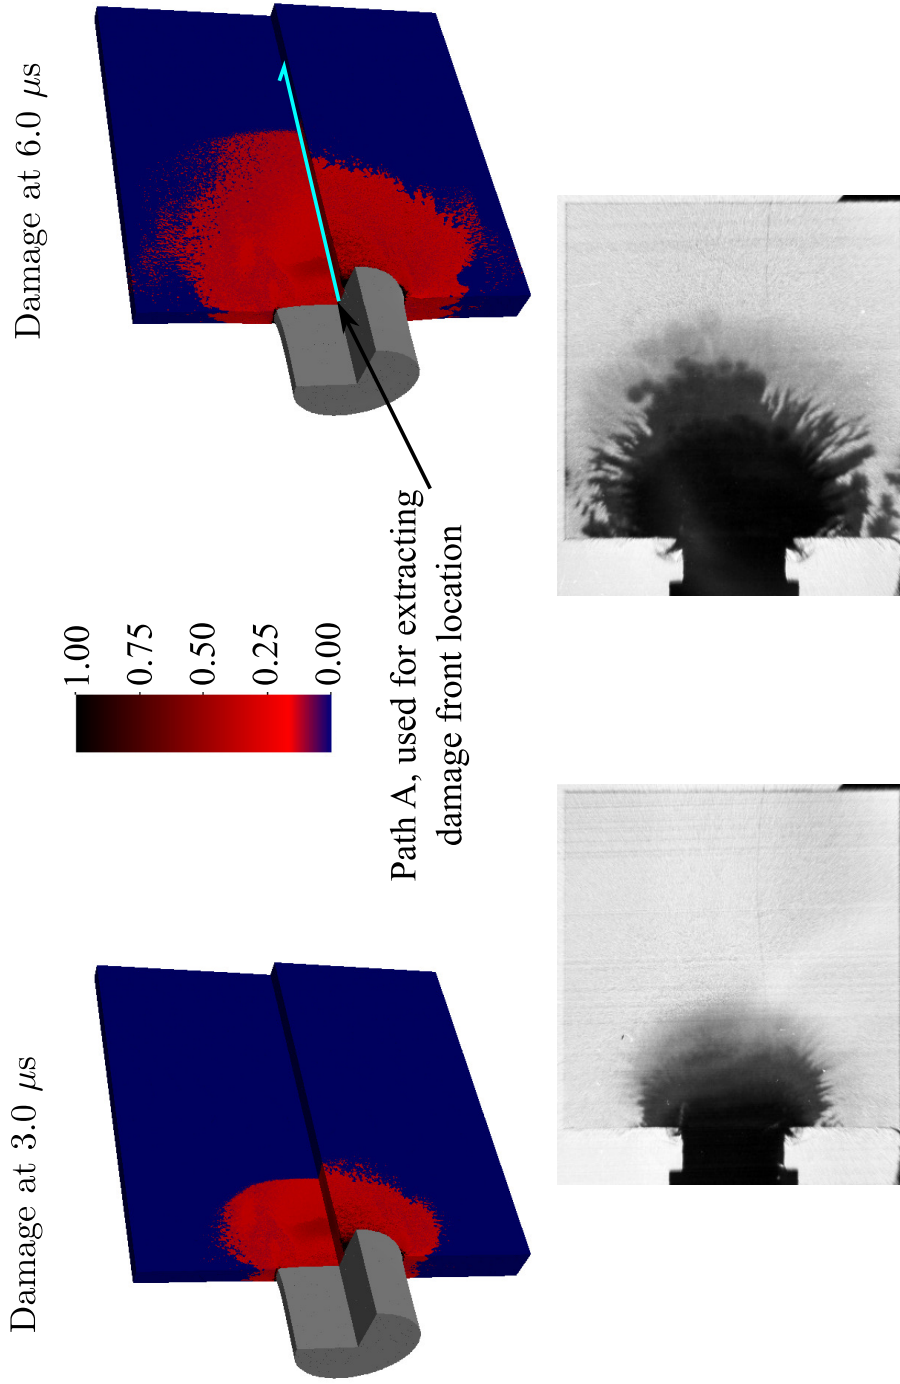 Damage at 3.0 μs
Damage at 6.0 μs
1.00
0.75
0.50
0.25
0.00
Path A, used for extracting
damage front location